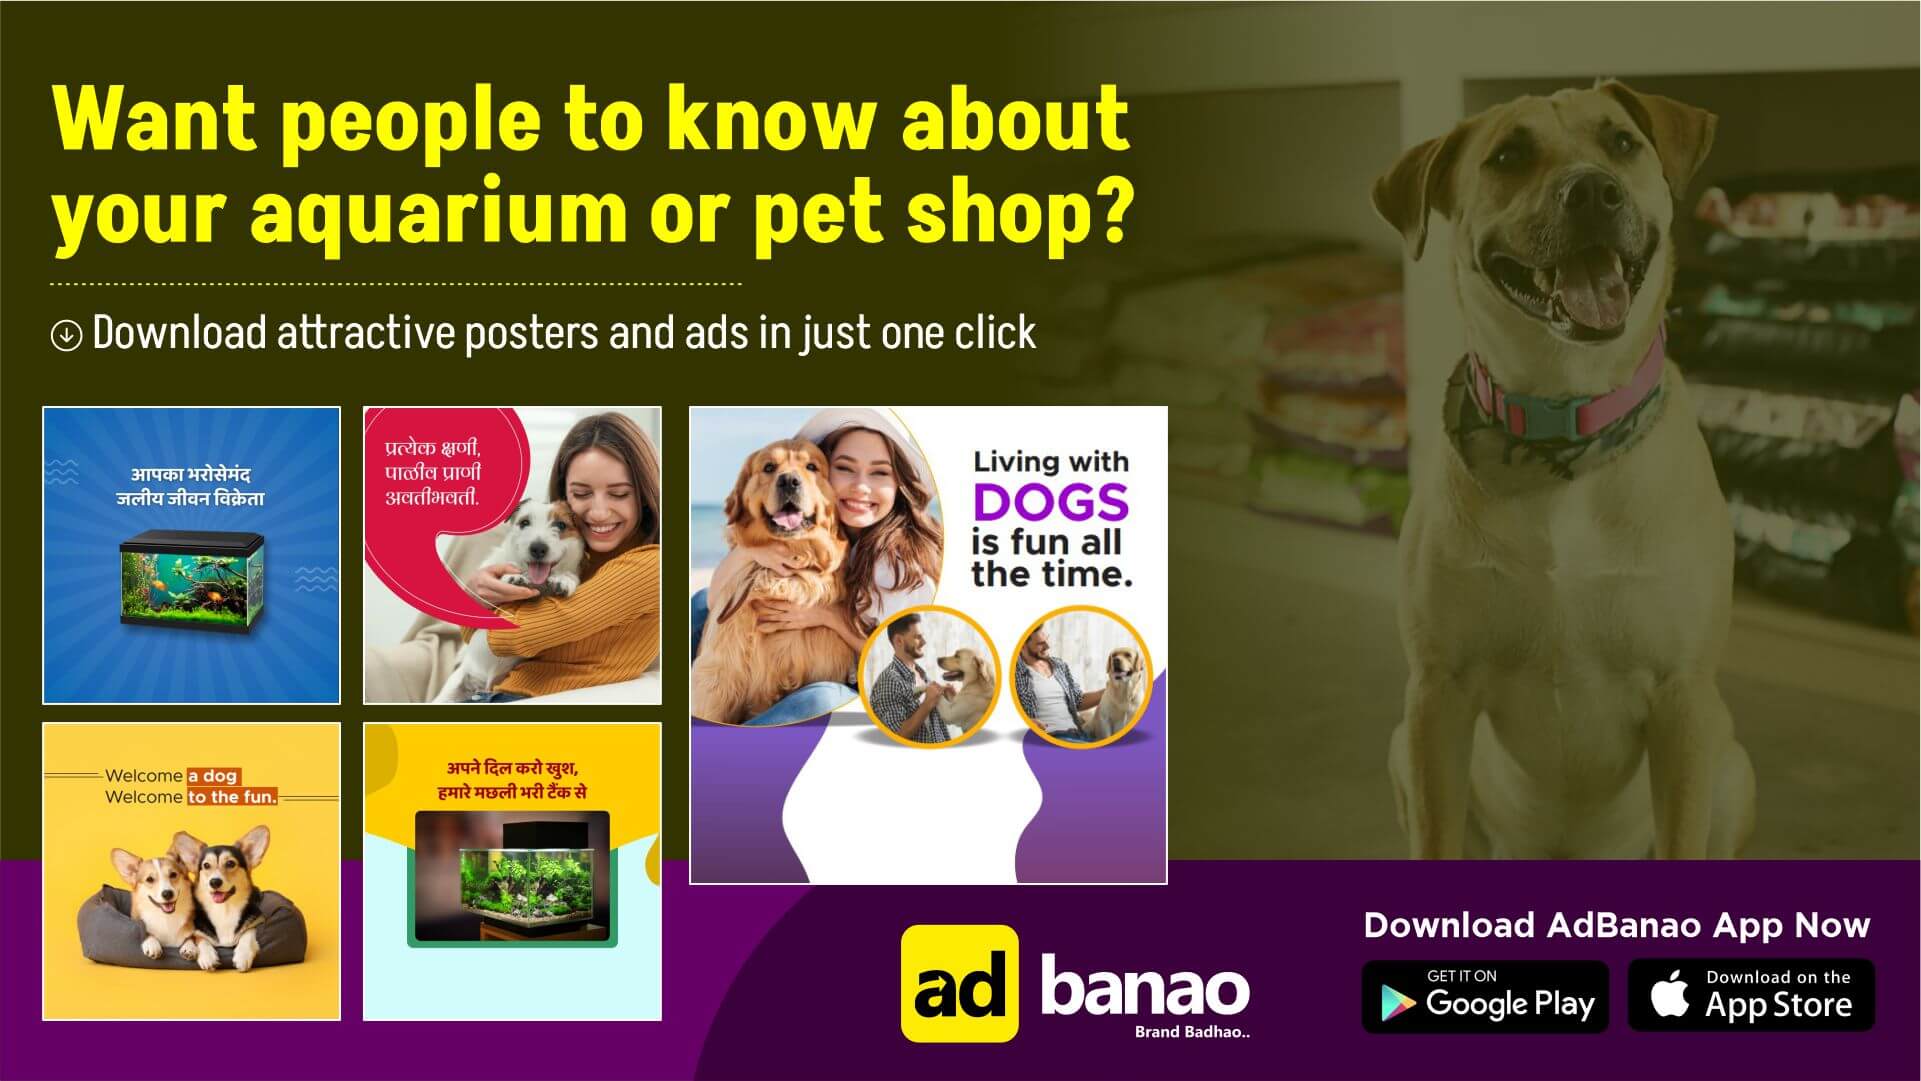 Want people to know about
your aquarium or pet shop?
Download attractive posters and ads in just one click
आपका भरोसेमंद
जलीय जीवन विक्रेता
प्रत्येक क्षणी,
पाळीव प्राणी
अवतीभवती.
Living with
DOGS
is fun all
the time.
Welcome a dog
Welcome to the fun.
अपने दिल करो खुश,
हमारे मछली भरी टैंक से
ad banao
Brand Badhao..
Download AdBanao App Now
GET IT ON
Google Play
Download on the
App Store